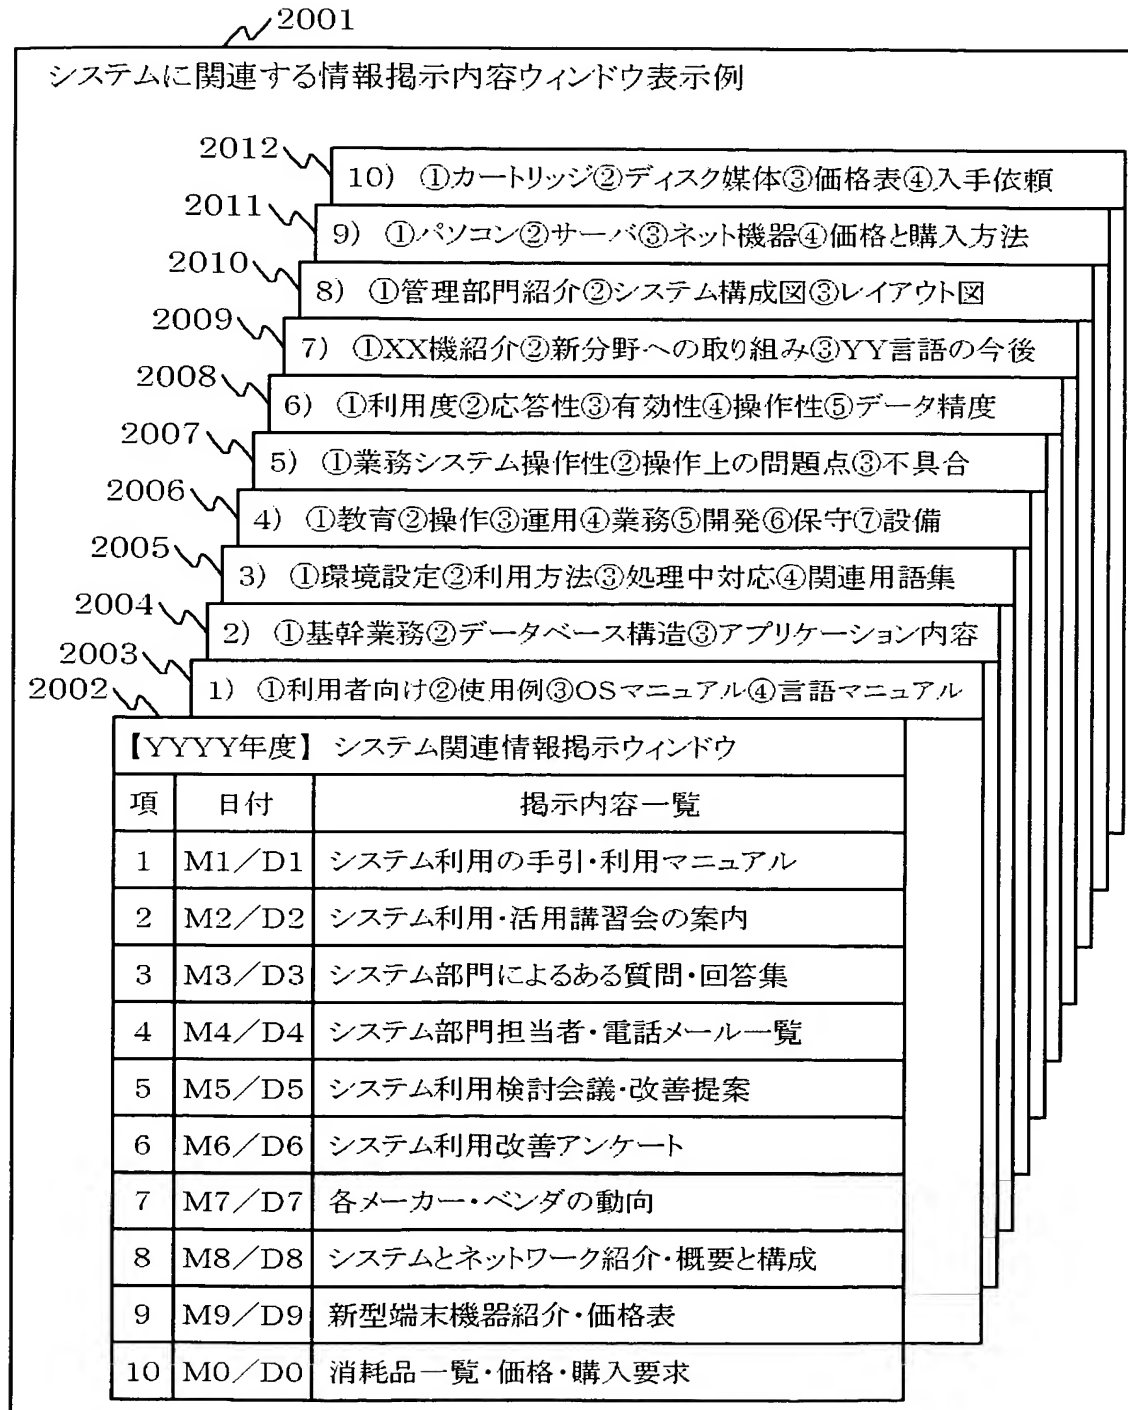 2001
システムに関連する情報掲示内容ウィンドウ表示例
2012
10) ①カートリッジ②ディスク媒体③価格表④入手依頼
2011
9) ①パソコン②サーバ③ネット機器④価格と購入方法
2010
8) ①管理部門紹介②システム構成図③レイアウト図
2009
7) ①XX機紹介②新分野への取り組み③YY言語の今後
2008
6) ①利用度②応答性③有効性④操作性⑤データ精度
2007
5) ①業務システム操作性②操作上の問題点③不具合
2006
4) ①教育②操作③運用④業務⑤開発⑥保守⑦設備
2005
3) ①環境設定②利用方法③処理中対応④関連用語集
2004
2) ①基幹業務②データベース構造③アプリケーション内容
2003
1) ①利用者向け②使用例③OSマニュアル④言語マニュアル
2002
【YYYY年度】 システム関連情報掲示ウィンドウ
項 日付 掲示内容一覧
1 M1／D1 システム利用の手引・利用マニュアル
2 M2／D2 システム利用・活用講習会の案内
3 M3／D3 システム部門によるある質問・回答集
4 M4／D4 システム部門担当者・電話メール一覧
5 M5／D5 システム利用検討会議・改善提案
6 M6／D6 システム利用改善アンケート
7 M7／D7 各メーカー・ベンダの動向
8 M8／D8 システムとネットワーク紹介・概要と構成
9 M9／D9 新型端末機器紹介・価格表
10 M0／D0 消耗品一覧・価格・購入要求